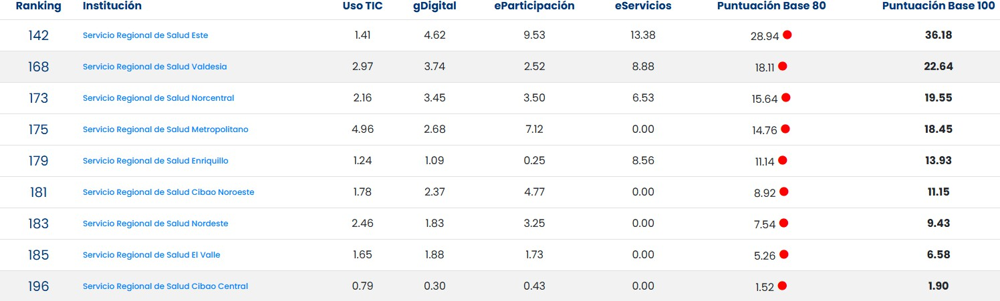 Ranking Institución Uso TIC gDigital eParticipación eServicios Puntuación Base 80 Puntuación Base 100
142 Servicio Regional de Salud Este 1.41 4.62 9.53 13.38 28.94 36.18
168 Servicio Regional de Salud Valdesia 2.97 3.74 2.52 8.88 18.11 22.64
173 Servicio Regional de Salud Norcentral 2.16 3.45 3.50 6.53 15.64 19.55
175 Servicio Regional de Salud Metropolitano 4.96 2.68 7.12 0.00 14.76 18.45
179 Servicio Regional de Salud Enriquillo 1.24 1.09 0.25 8.56 11.14 13.93
181 Servicio Regional de Salud Cibao Noroeste 1.78 2.37 4.77 0.00 8.92 11.15
183 Servicio Regional de Salud Nordeste 2.46 1.83 3.25 0.00 7.54 9.43
185 Servicio Regional de Salud El Valle 1.65 1.88 1.73 0.00 5.26 6.58
196 Servicio Regional de Salud Cibao Central 0.79 0.30 0.43 0.00 1.52 1.90